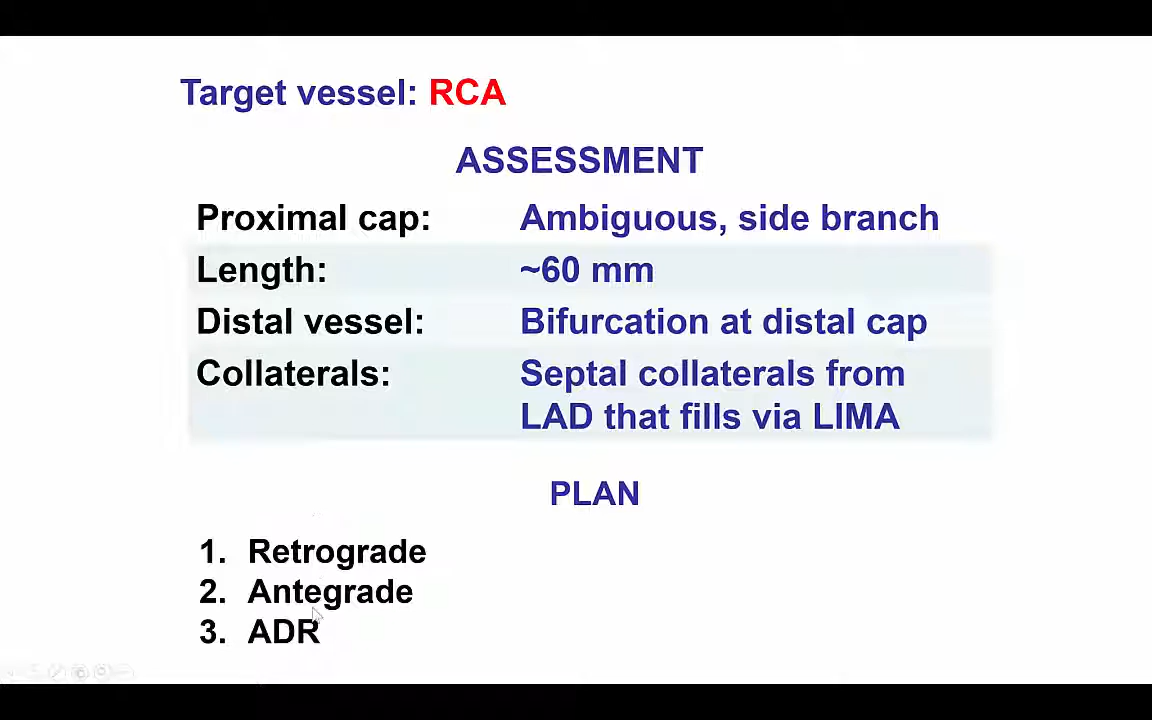 Target vessel: RCA
ASSESSMENT
Proximal cap: Ambiguous, side branch
Length: ~60 mm
Distal vessel: Bifurcation at distal cap
Collaterals: Septal collaterals from
LAD that fills via LIMA
PLAN
1. Retrograde
2. Antegrade
3. ADR